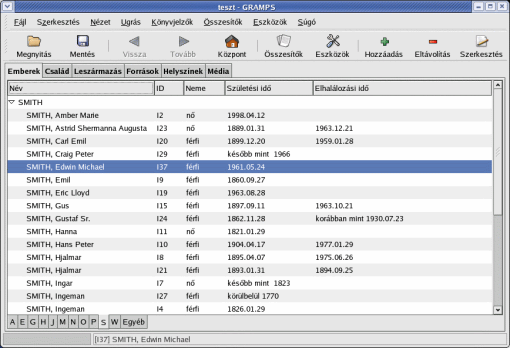 teszt - GRAMPS
Fájl Szerkesztés Nézet Ugrás Könyvjelzők Összesítők Eszközök Súgó
Megnyitás Mentés Vissza Tovább Központ Összesítők Eszközök Hozzáadás Eltávolítás Szerkesztés
Emberek Család Leszármazás Források Helyszinek Média
Név ID Neme Születési idő Elhalálozási idő
SMITH
SMITH, Amber Marie I2 nő 1998.04.12
SMITH, Astrid Shermanna Augusta I23 nő 1889.01.31 1963.12.21
SMITH, Carl Emil I20 férfi 1899.12.20 1959.01.28
SMITH, Craig Peter I29 férfi később mint 1966
SMITH, Edwin Michael I37 férfi 1961.05.24
SMITH, Emil I9 férfi 1860.09.27
SMITH, Eric Lloyd I19 férfi 1963.08.28
SMITH, Gus I15 férfi 1897.09.11 1963.10.21
SMITH, Gustaf Sr. I24 férfi 1862.11.28 korábban mint 1930.07.23
SMITH, Hanna I11 nő 1821.01.29
SMITH, Hans Peter I10 férfi 1904.04.17 1977.01.29
SMITH, Hjalmar I8 férfi 1895.04.07 1975.06.26
SMITH, Hjalmar I21 férfi 1893.01.31 1894.09.25
SMITH, Ingar I7 nő később mint 1823
SMITH, Ingeman I27 férfi körülbelül 1770
SMITH, Ingeman I4 férfi 1826.01.29
A E G H J M N O P S W Egyéb
[I37] SMITH, Edwin Michael